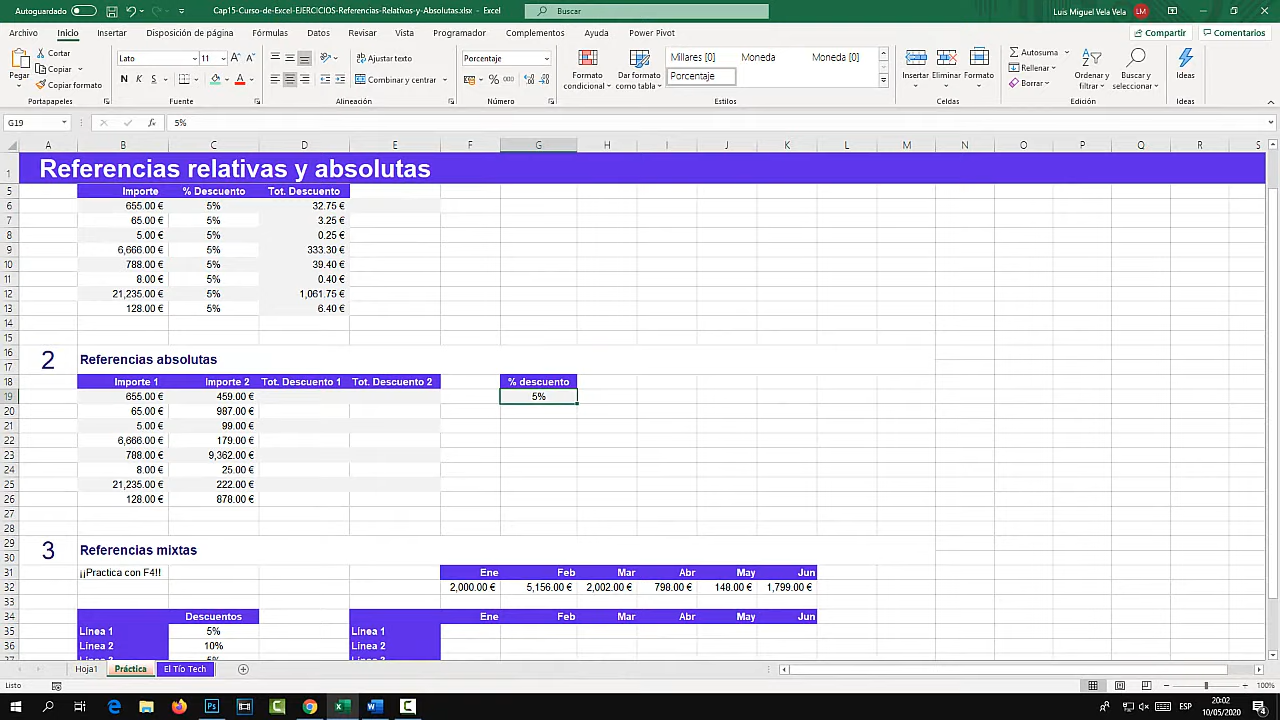 Autoguardado Cap15-Curso-de-Excel-EJERCICIOS-Referencias-Relativas-y-Absolutas.xlsx - Excel Buscar Luis Miguel Vela Vela LM
Archivo Inicio Insertar Disposición de página Fórmulas Datos Revisar Vista Programador Complementos Ayuda Power Pivot Compartir Comentarios
Pegar Cortar Copiar Copiar formato Lato 11 N K S Ajustar texto Combinar y centrar Porcentaje % 000 Formato condicional Dar formato como tabla Millares [0] Moneda Moneda [0] Porcentaje Insertar Eliminar Formato Autosuma Rellenar Borrar Ordenar y filtrar Buscar y seleccionar Ideas
Portapapeles Fuente Alineación Número Estilos Celdas Edición Ideas
G19 fx 5%
A B C D E F G H I J K L M N O P Q R S
1 Referencias relativas y absolutas
5 Importe % Descuento Tot. Descuento
6 655.00 € 5% 32.75 €
7 65.00 € 5% 3.25 €
8 5.00 € 5% 0.25 €
9 6,666.00 € 5% 333.30 €
10 788.00 € 5% 39.40 €
11 8.00 € 5% 0.40 €
12 21,235.00 € 5% 1,061.75 €
13 128.00 € 5% 6.40 €
14
15
16
17
2 Referencias absolutas
18 Importe 1 Importe 2 Tot. Descuento 1 Tot. Descuento 2 % descuento
19 655.00 € 459.00 € 5%
20 65.00 € 987.00 €
21 5.00 € 99.00 €
22 6,666.00 € 179.00 €
23 788.00 € 9,362.00 €
24 8.00 € 25.00 €
25 21,235.00 € 222.00 €
26 128.00 € 878.00 €
27
28
29
30
3 Referencias mixtas
31 ¡¡Practica con F4!! Ene Feb Mar Abr May Jun
32 2,000.00 € 5,156.00 € 2,002.00 € 798.00 € 148.00 € 1,799.00 €
33
34 Descuentos Ene Feb Mar Abr May Jun
35 Línea 1 5% Línea 1
36 Línea 2 10% Línea 2
Hoja1 Práctica El Tío Tech
Listo 100%
ESP 20:02
10/05/2020